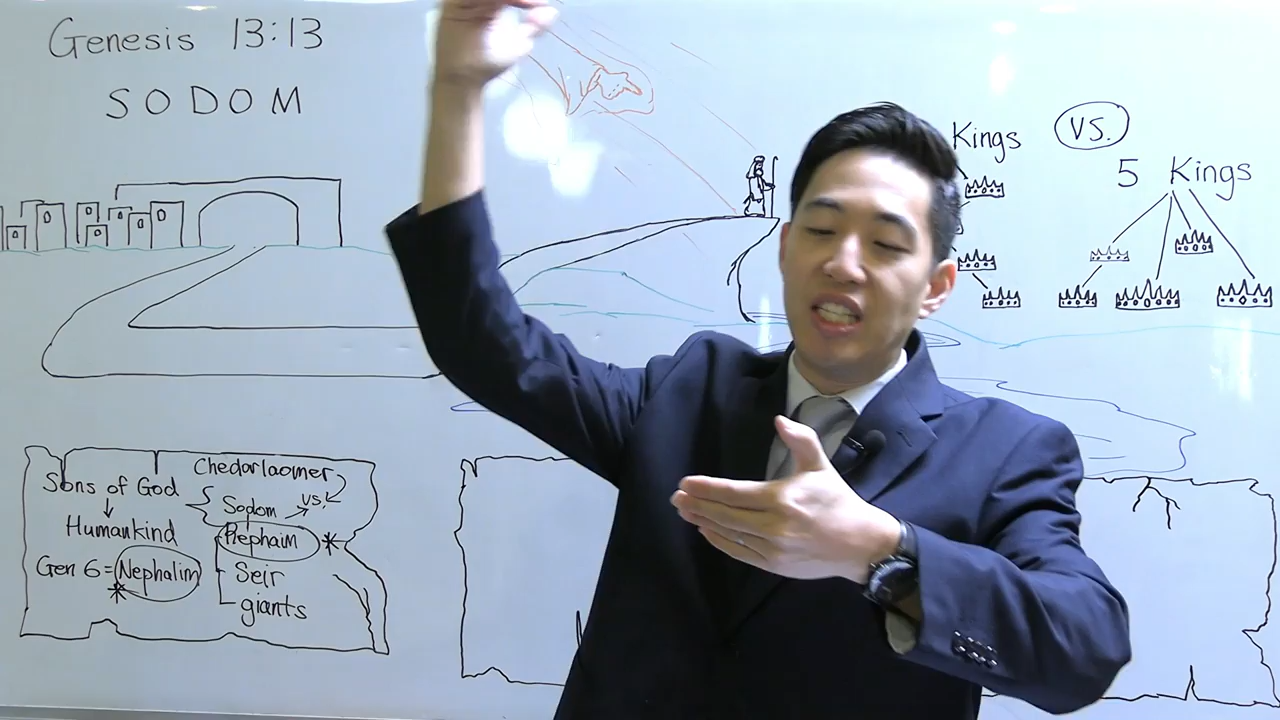 Genesis 13:13
SODOM
Kings
VS.
5 Kings
Sons of God
Humankind
Gen 6 = Nephalim
Chedorlaomer
Sodom vs.
Rephaim
Seir
giants